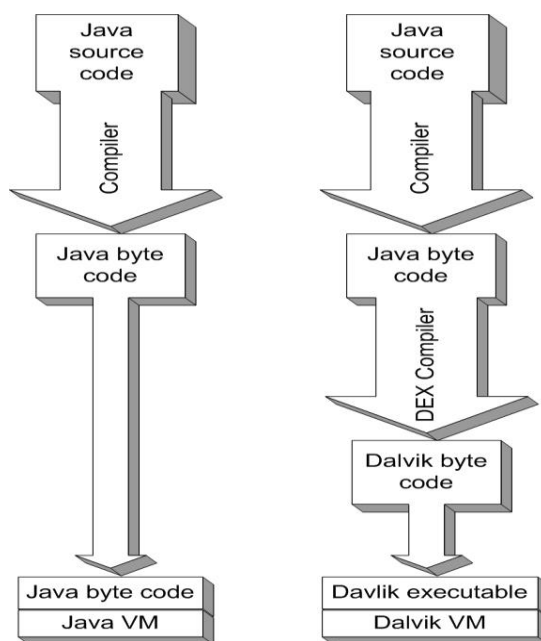 Java
source
code
Compiler
Java byte
code
Java byte code
Java VM
Java
source
code
Compiler
Java byte
code
DEX Compiler
Dalvik byte
code
Davlik executable
Dalvik VM